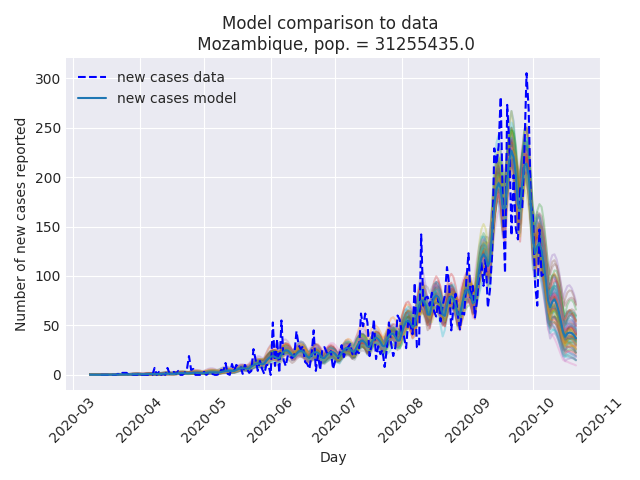 Model comparison to data
Mozambique, pop. = 31255435.0
new cases data
new cases model
Number of new cases reported
300
250
200
150
100
50
0
2020-03
2020-04
2020-05
2020-06
2020-07
2020-08
2020-09
2020-10
2020-11
Day